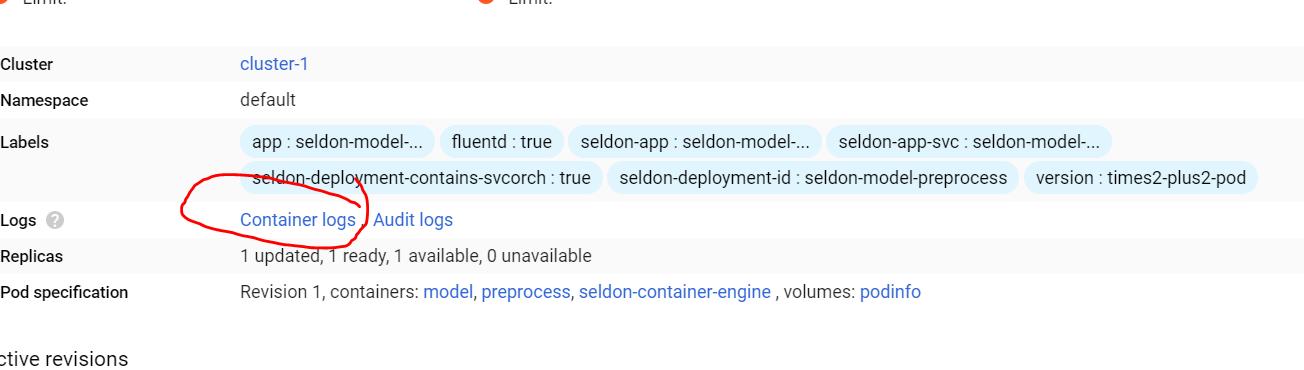 Limit. Limit.
Cluster cluster-1
Namespace default
Labels app : seldon-model-... fluentd : true seldon-app : seldon-model-... seldon-app-svc : seldon-model-...
seldon-deployment-contains-svcorch : true seldon-deployment-id : seldon-model-preprocess version : times2-plus2-pod
Logs ? Container logs , Audit logs
Replicas 1 updated, 1 ready, 1 available, 0 unavailable
Pod specification Revision 1, containers: model, preprocess, seldon-container-engine , volumes: podinfo
ctive revisions